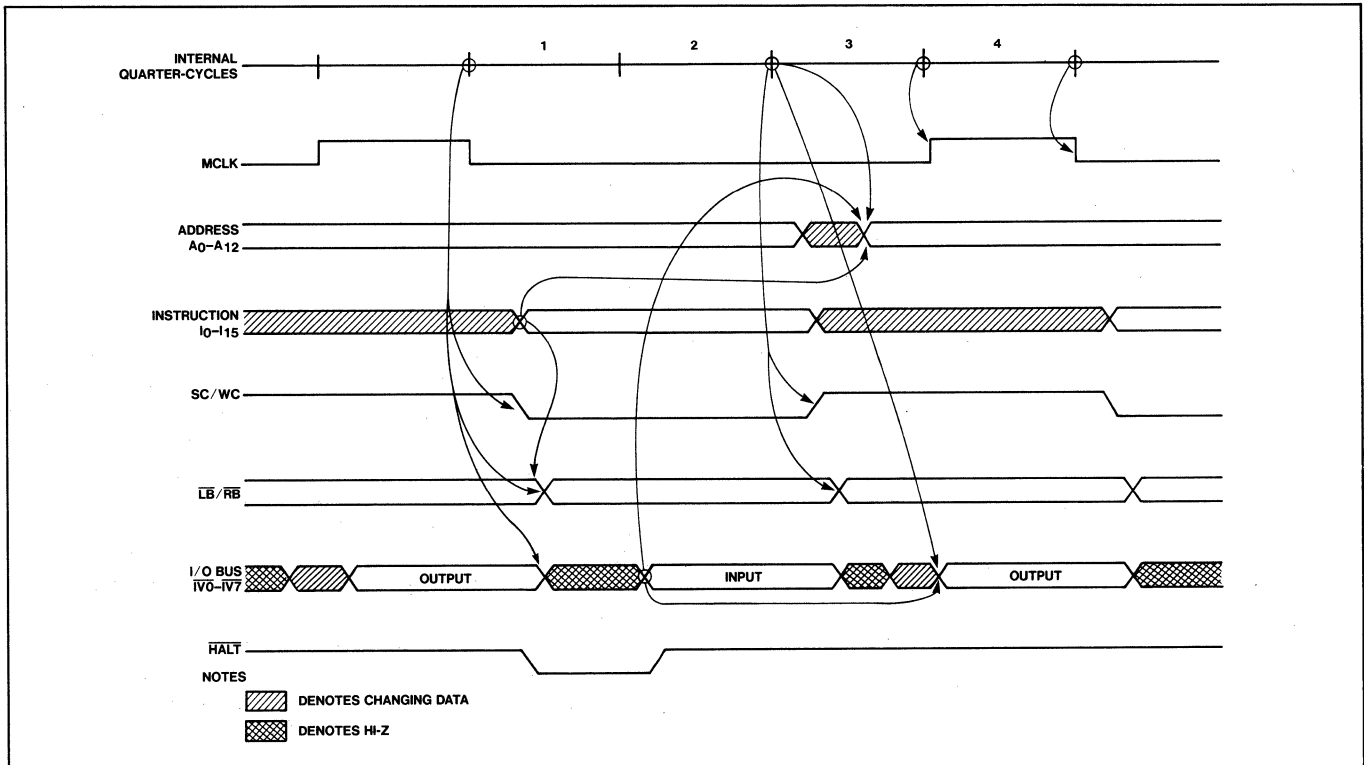 1 2 3 4
INTERNAL
QUARTER-CYCLES
MCLK
ADDRESS
A0–A12
INSTRUCTION
I0–I15
SC/WC
LB/RB
I/O BUS
IV0–IV7
OUTPUT INPUT OUTPUT
HALT
NOTES
DENOTES CHANGING DATA
DENOTES HI-Z